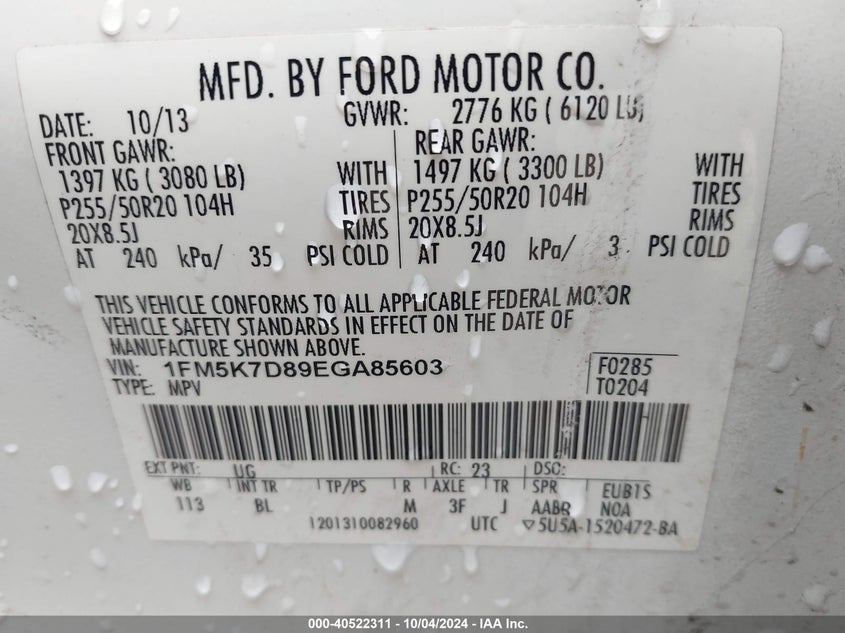 MFD. BY FORD MOTOR CO.
DATE: 10/13 GVWR: 2776 KG ( 6120 LB)
FRONT GAWR: REAR GAWR:
1397 KG ( 3080 LB) WITH 1497 KG ( 3300 LB) WITH
P255/50R20 104H TIRES P255/50R20 104H TIRES
20X8.5J RIMS 20X8.5J RIMS
AT 240 kPa/ 35 PSI COLD AT 240 kPa/ 3 PSI COLD
THIS VEHICLE CONFORMS TO ALL APPLICABLE FEDERAL MOTOR
VEHICLE SAFETY STANDARDS IN EFFECT ON THE DATE OF
MANUFACTURE SHOWN ABOVE.
VIN: 1FM5K7D89EGA85603 F0285
TYPE: MPV T0204
EXT PNT: UG RC: 23 DSO:
WB INT TR TP/PS R AXLE TR SPR EUB1S
113 BL M 3F J AABR NOA
1201310082960 UTC ▽5U5A-1520472-BA
000-40522311 - 10/04/2024 - IAA Inc.